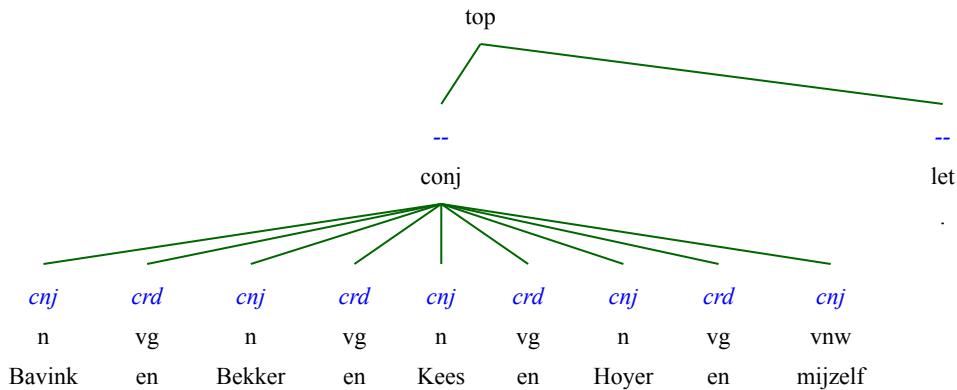 top
-- --
conj let
.
cnj crd cnj crd cnj crd cnj crd cnj
n vg n vg n vg n vg vnw
Bavink en Bekker en Kees en Hoyer en mijzelf